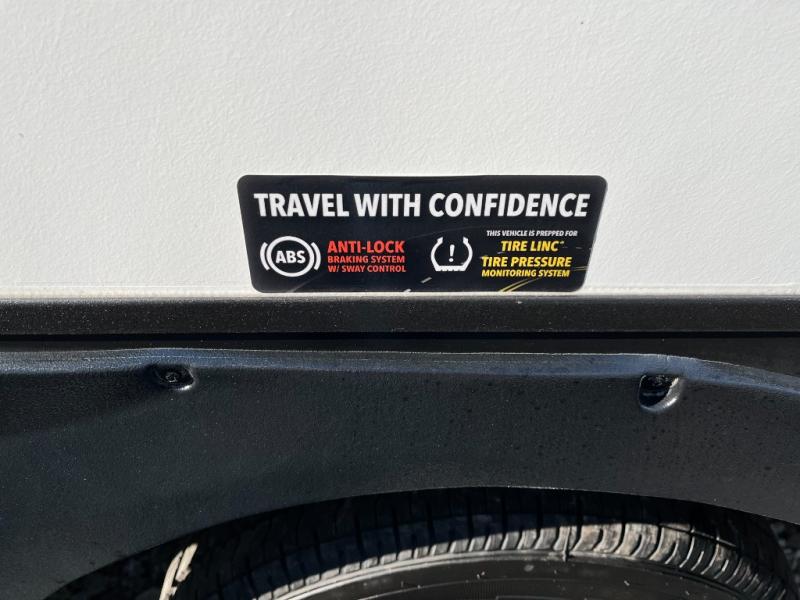 TRAVEL WITH CONFIDENCE
ABS
ANTI-LOCK
BRAKING SYSTEM
W/ SWAY CONTROL
!
THIS VEHICLE IS PREPPED FOR
TIRE LINC®
TIRE PRESSURE
MONITORING SYSTEM